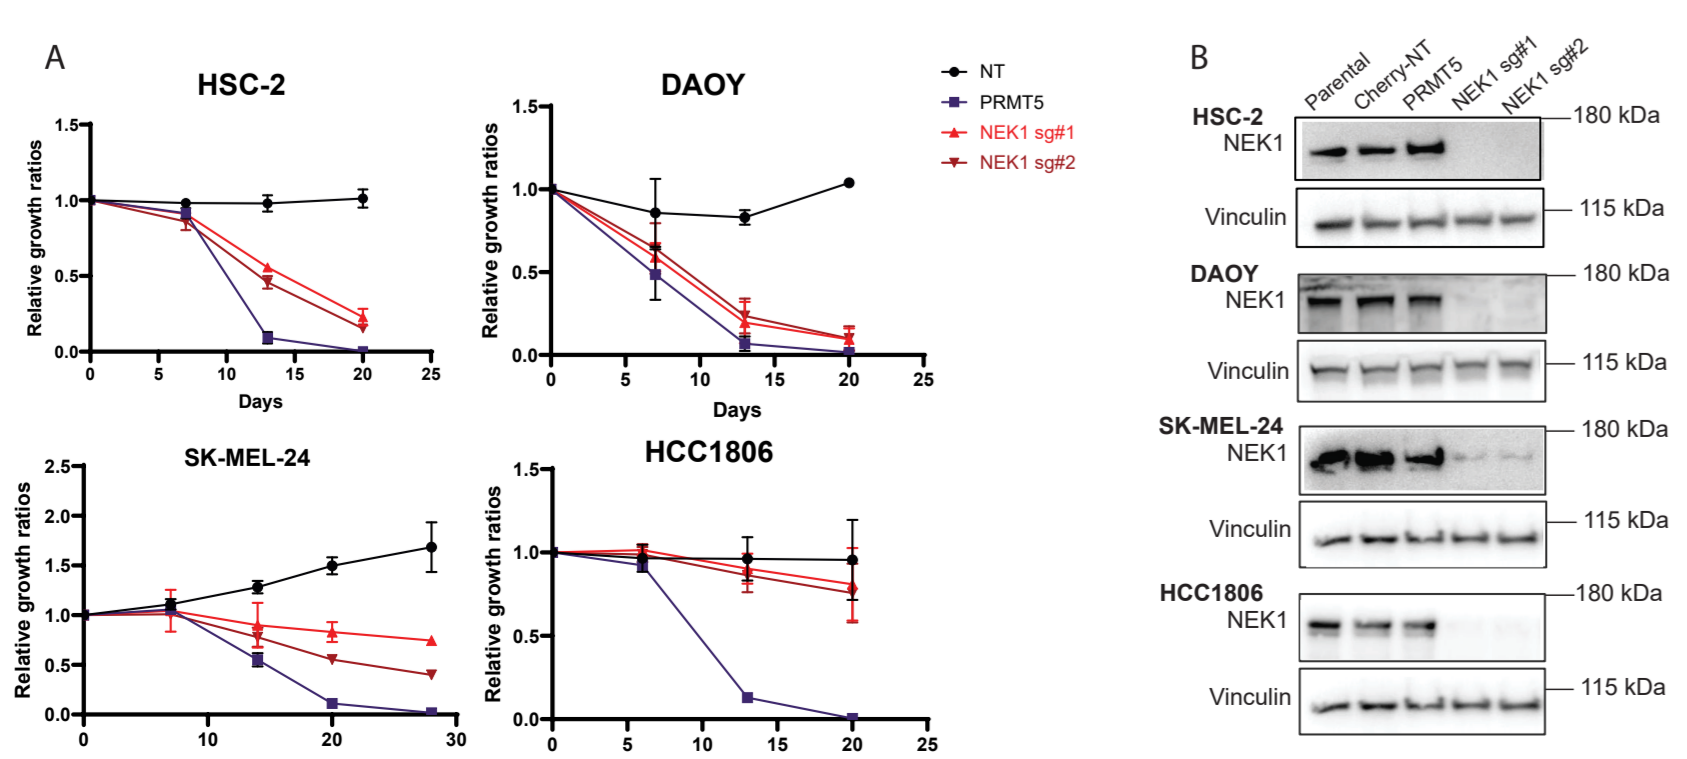 A
HSC-2
Relative growth ratios
1.5
1.0
0.5
0.0
0 5 10 15 20 25
Days
DAOY
Relative growth ratios
1.5
1.0
0.5
0.0
0 5 10 15 20 25
Days
NT
PRMT5
NEK1 sg#1
NEK1 sg#2
SK-MEL-24
Relative growth ratios
2.5
2.0
1.5
1.0
0.5
0.0
0 10 20 30
HCC1806
Relative growth ratios
1.5
1.0
0.5
0.0
0 5 10 15 20 25
B
Parental
Cherry-NT
PRMT5
NEK1 sg#1
NEK1 sg#2
HSC-2
NEK1
180 kDa
Vinculin
115 kDa
DAOY
NEK1
180 kDa
Vinculin
115 kDa
SK-MEL-24
NEK1
180 kDa
Vinculin
115 kDa
HCC1806
NEK1
180 kDa
Vinculin
115 kDa